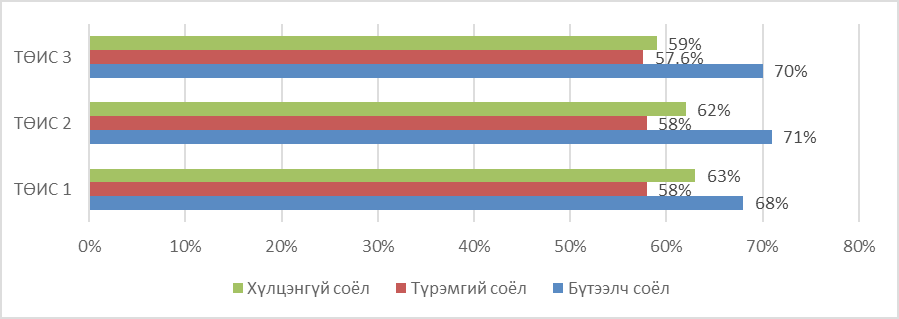 ТӨИС 3
59%
57.6%
70%
ТӨИС 2
62%
58%
71%
ТӨИС 1
63%
58%
68%
0% 10% 20% 30% 40% 50% 60% 70% 80%
Хүлцэнгүй соёл Түрэмгий соёл Бүтээлч соёл